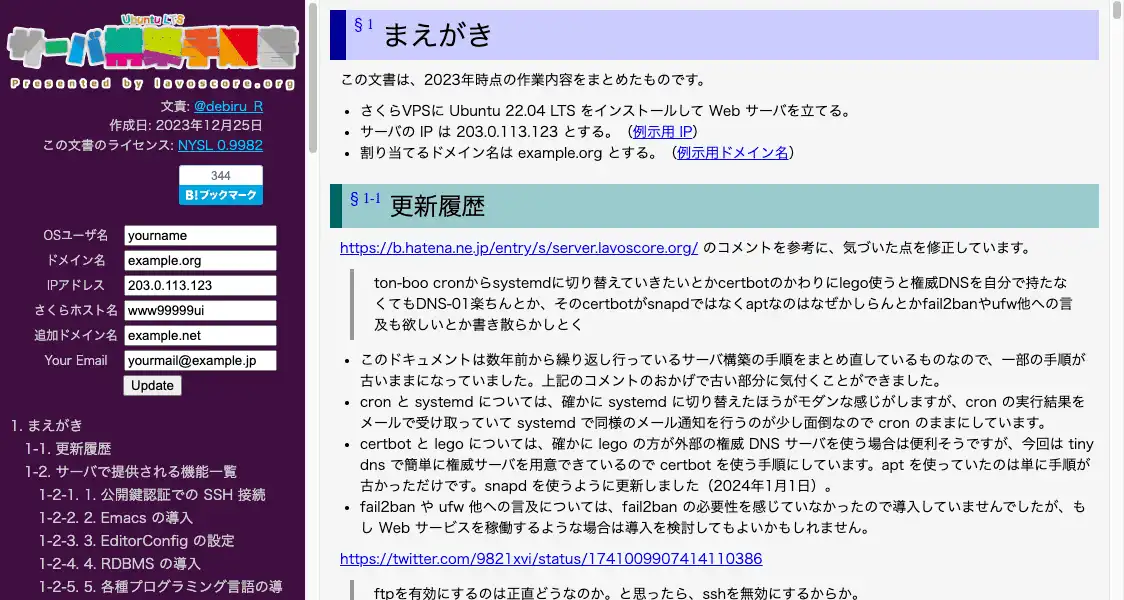 Ubuntu LTS
サーバ構築手順書
Presented by lavoscore.org
文責: @debiru_R
作成日: 2023年12月25日
この文書のライセンス: NYSL 0.9982
344
B!ブックマーク
OSユーザ名 yourname
ドメイン名 example.org
IPアドレス 203.0.113.123
さくらホスト名 www99999ui
追加ドメイン名 example.net
Your Email yourmail@example.jp
Update
1. まえがき
1-1. 更新履歴
1-2. サーバで提供される機能一覧
1-2-1. 1. 公開鍵認証での SSH 接続
1-2-2. 2. Emacs の導入
1-2-3. 3. EditorConfig の設定
1-2-4. 4. RDBMS の導入
1-2-5. 5. 各種プログラミング言語の導
§ 1 まえがき
この文書は、2023年時点の作業内容をまとめたものです。
• さくらVPSに Ubuntu 22.04 LTS をインストールして Web サーバを立てる。
• サーバの IP は 203.0.113.123 とする。（例示用 IP）
• 割り当てるドメイン名は example.org とする。（例示用ドメイン名）
§ 1-1 更新履歴
https://b.hatena.ne.jp/entry/s/server.lavoscore.org/ のコメントを参考に、気づいた点を修正しています。
ton-boo cronからsystemdに切り替えていきたいとかcertbotのかわりにlego使うと権威DNSを自分で持たな
くてもDNS-01楽ちんとか、そのcertbotがsnapdではなくaptなのはなぜかしらんとかfail2banやufw他への言
及も欲しいとか書き散らかしとく
• このドキュメントは数年前から繰り返し行っているサーバ構築の手順をまとめ直しているものなので、一部の手順が
古いままになっていました。上記のコメントのおかげで古い部分に気付くことができました。
• cron と systemd については、確かに systemd に切り替えたほうがモダンな感じがしますが、cron の実行結果を
メールで受け取っていて systemd で同様のメール通知を行うのが少し面倒なので cron のままにしています。
• certbot と lego については、確かに lego の方が外部の権威 DNS サーバを使う場合は便利そうですが、今回は tiny
dns で簡単に権威サーバを用意できているので certbot を使う手順にしています。apt を使っていたのは単に手順が
古かっただけです。snapd を使うように更新しました（2024年1月1日）。
• fail2ban や ufw 他への言及については、fail2ban の必要性を感じていなかったので導入していませんでしたが、も
し Web サービスを稼働するような場合は導入を検討してもよいかもしれません。
https://twitter.com/9821xvi/status/1741009907414110386
ftpを有効にするのは正直どうなのか。と思ったら、sshを無効にするからか。